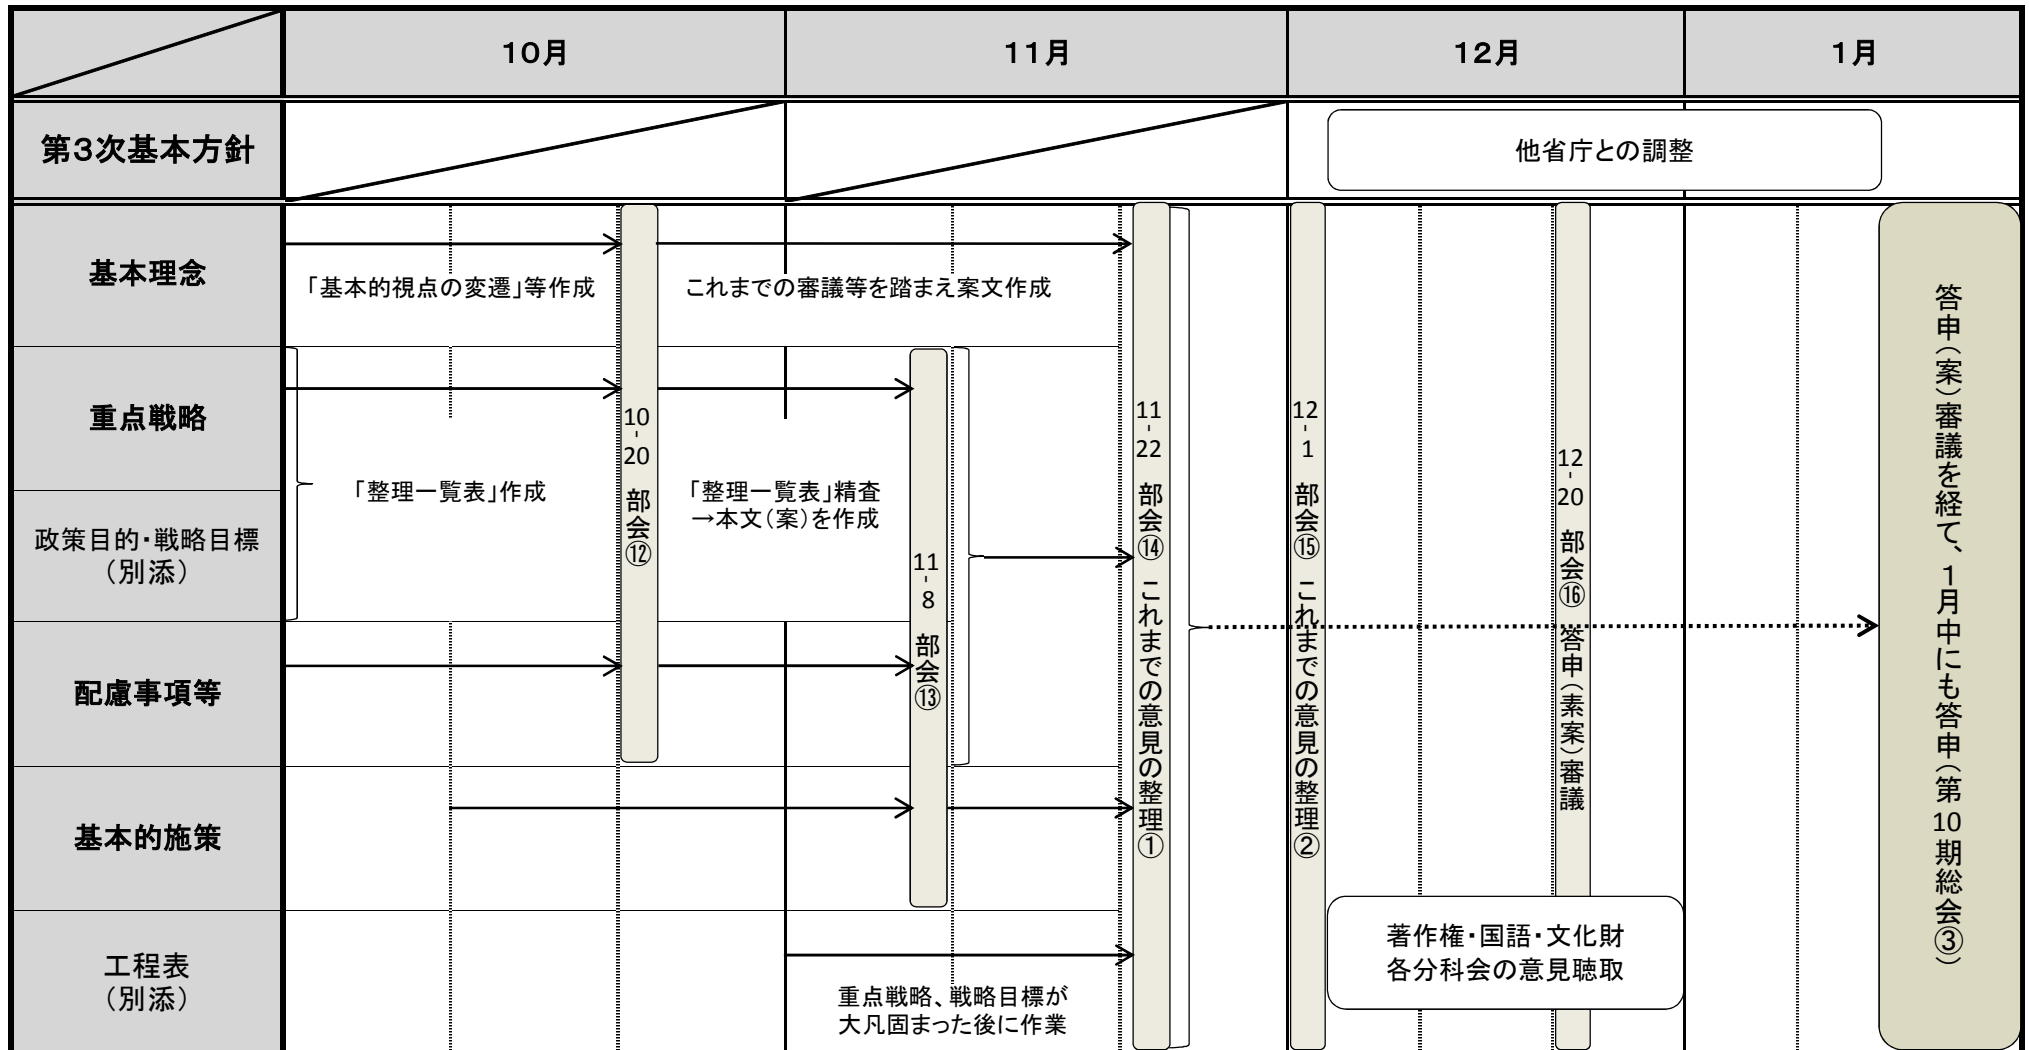 10月
11月
12月
1月
第3次基本方針
他省庁との調整
基本理念
「基本的視点の変遷」等作成
これまでの審議等を踏まえ案文作成
重点戦略
政策目的・戦略目標
(別添)
「整理一覧表」作成
「整理一覧表」精査
→本文(案)を作成
配慮事項等
基本的施策
工程表
(別添)
重点戦略、戦略目標が
大凡固まった後に作業
10-20 部会⑫
11-8 部会⑬
11-22 部会⑭ これまでの意見の整理①
12-1 部会⑮ これまでの意見の整理②
12-20 部会⑯ 答申(素案)審議
著作権・国語・文化財
各分科会の意見聴取
答申(案)審議を経て、1月中にも答申(第10期総会③)